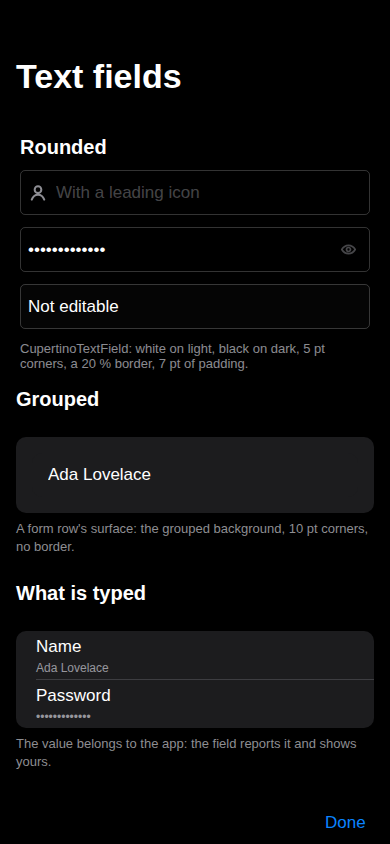 Text fields
Rounded
With a leading icon
•••••••••••••
Not editable
CupertinoTextField: white on light, black on dark, 5 pt
corners, a 20 % border, 7 pt of padding.
Grouped
Ada Lovelace
A form row's surface: the grouped background, 10 pt corners,
no border.
What is typed
Name
Ada Lovelace
Password
•••••••••••••
The value belongs to the app: the field reports it and shows
yours.
Done